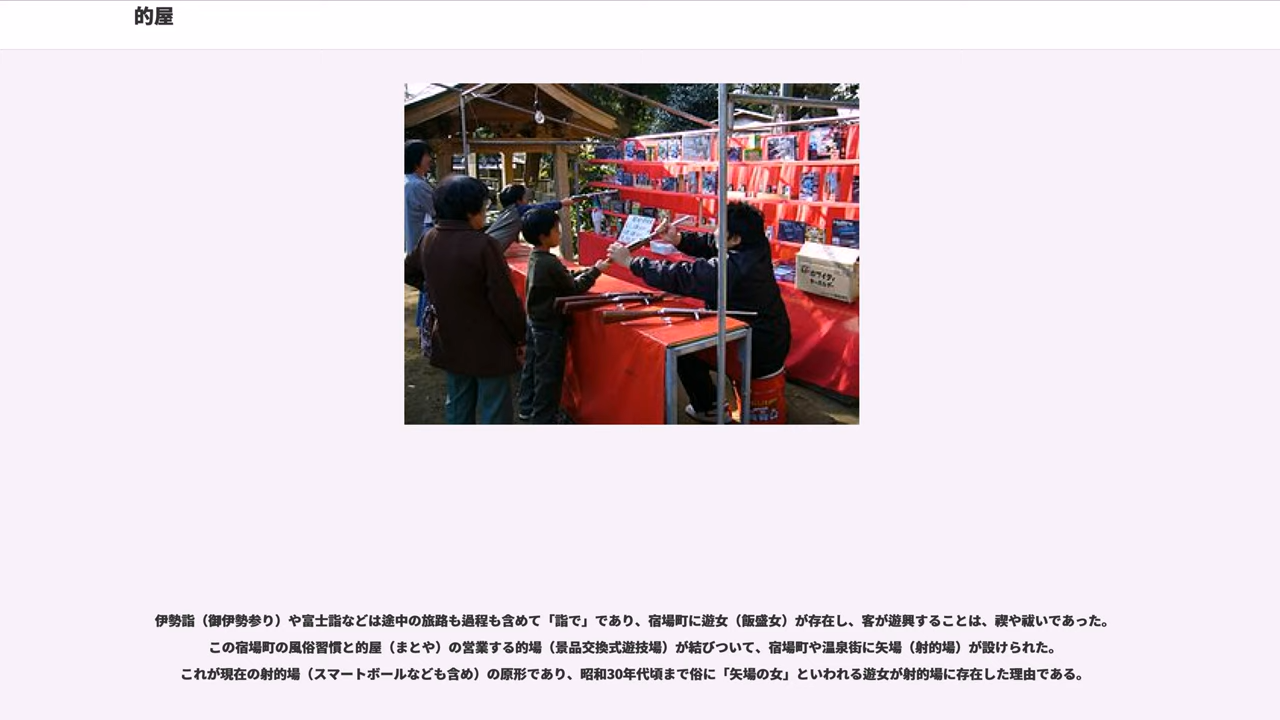 的屋
伊勢詣（御伊勢参り）や富士詣などは途中の旅路も過程も含めて「詣で」であり、宿場町に遊女（飯盛女）が存在し、客が遊興することは、禊や祓いであった。
この宿場町の風俗習慣と的屋（まとや）の営業する的場（景品交換式遊技場）が結びついて、宿場町や温泉街に矢場（射的場）が設けられた。
これが現在の射的場（スマートボールなども含め）の原形であり、昭和30年代頃まで俗に「矢場の女」といわれる遊女が射的場に存在した理由である。